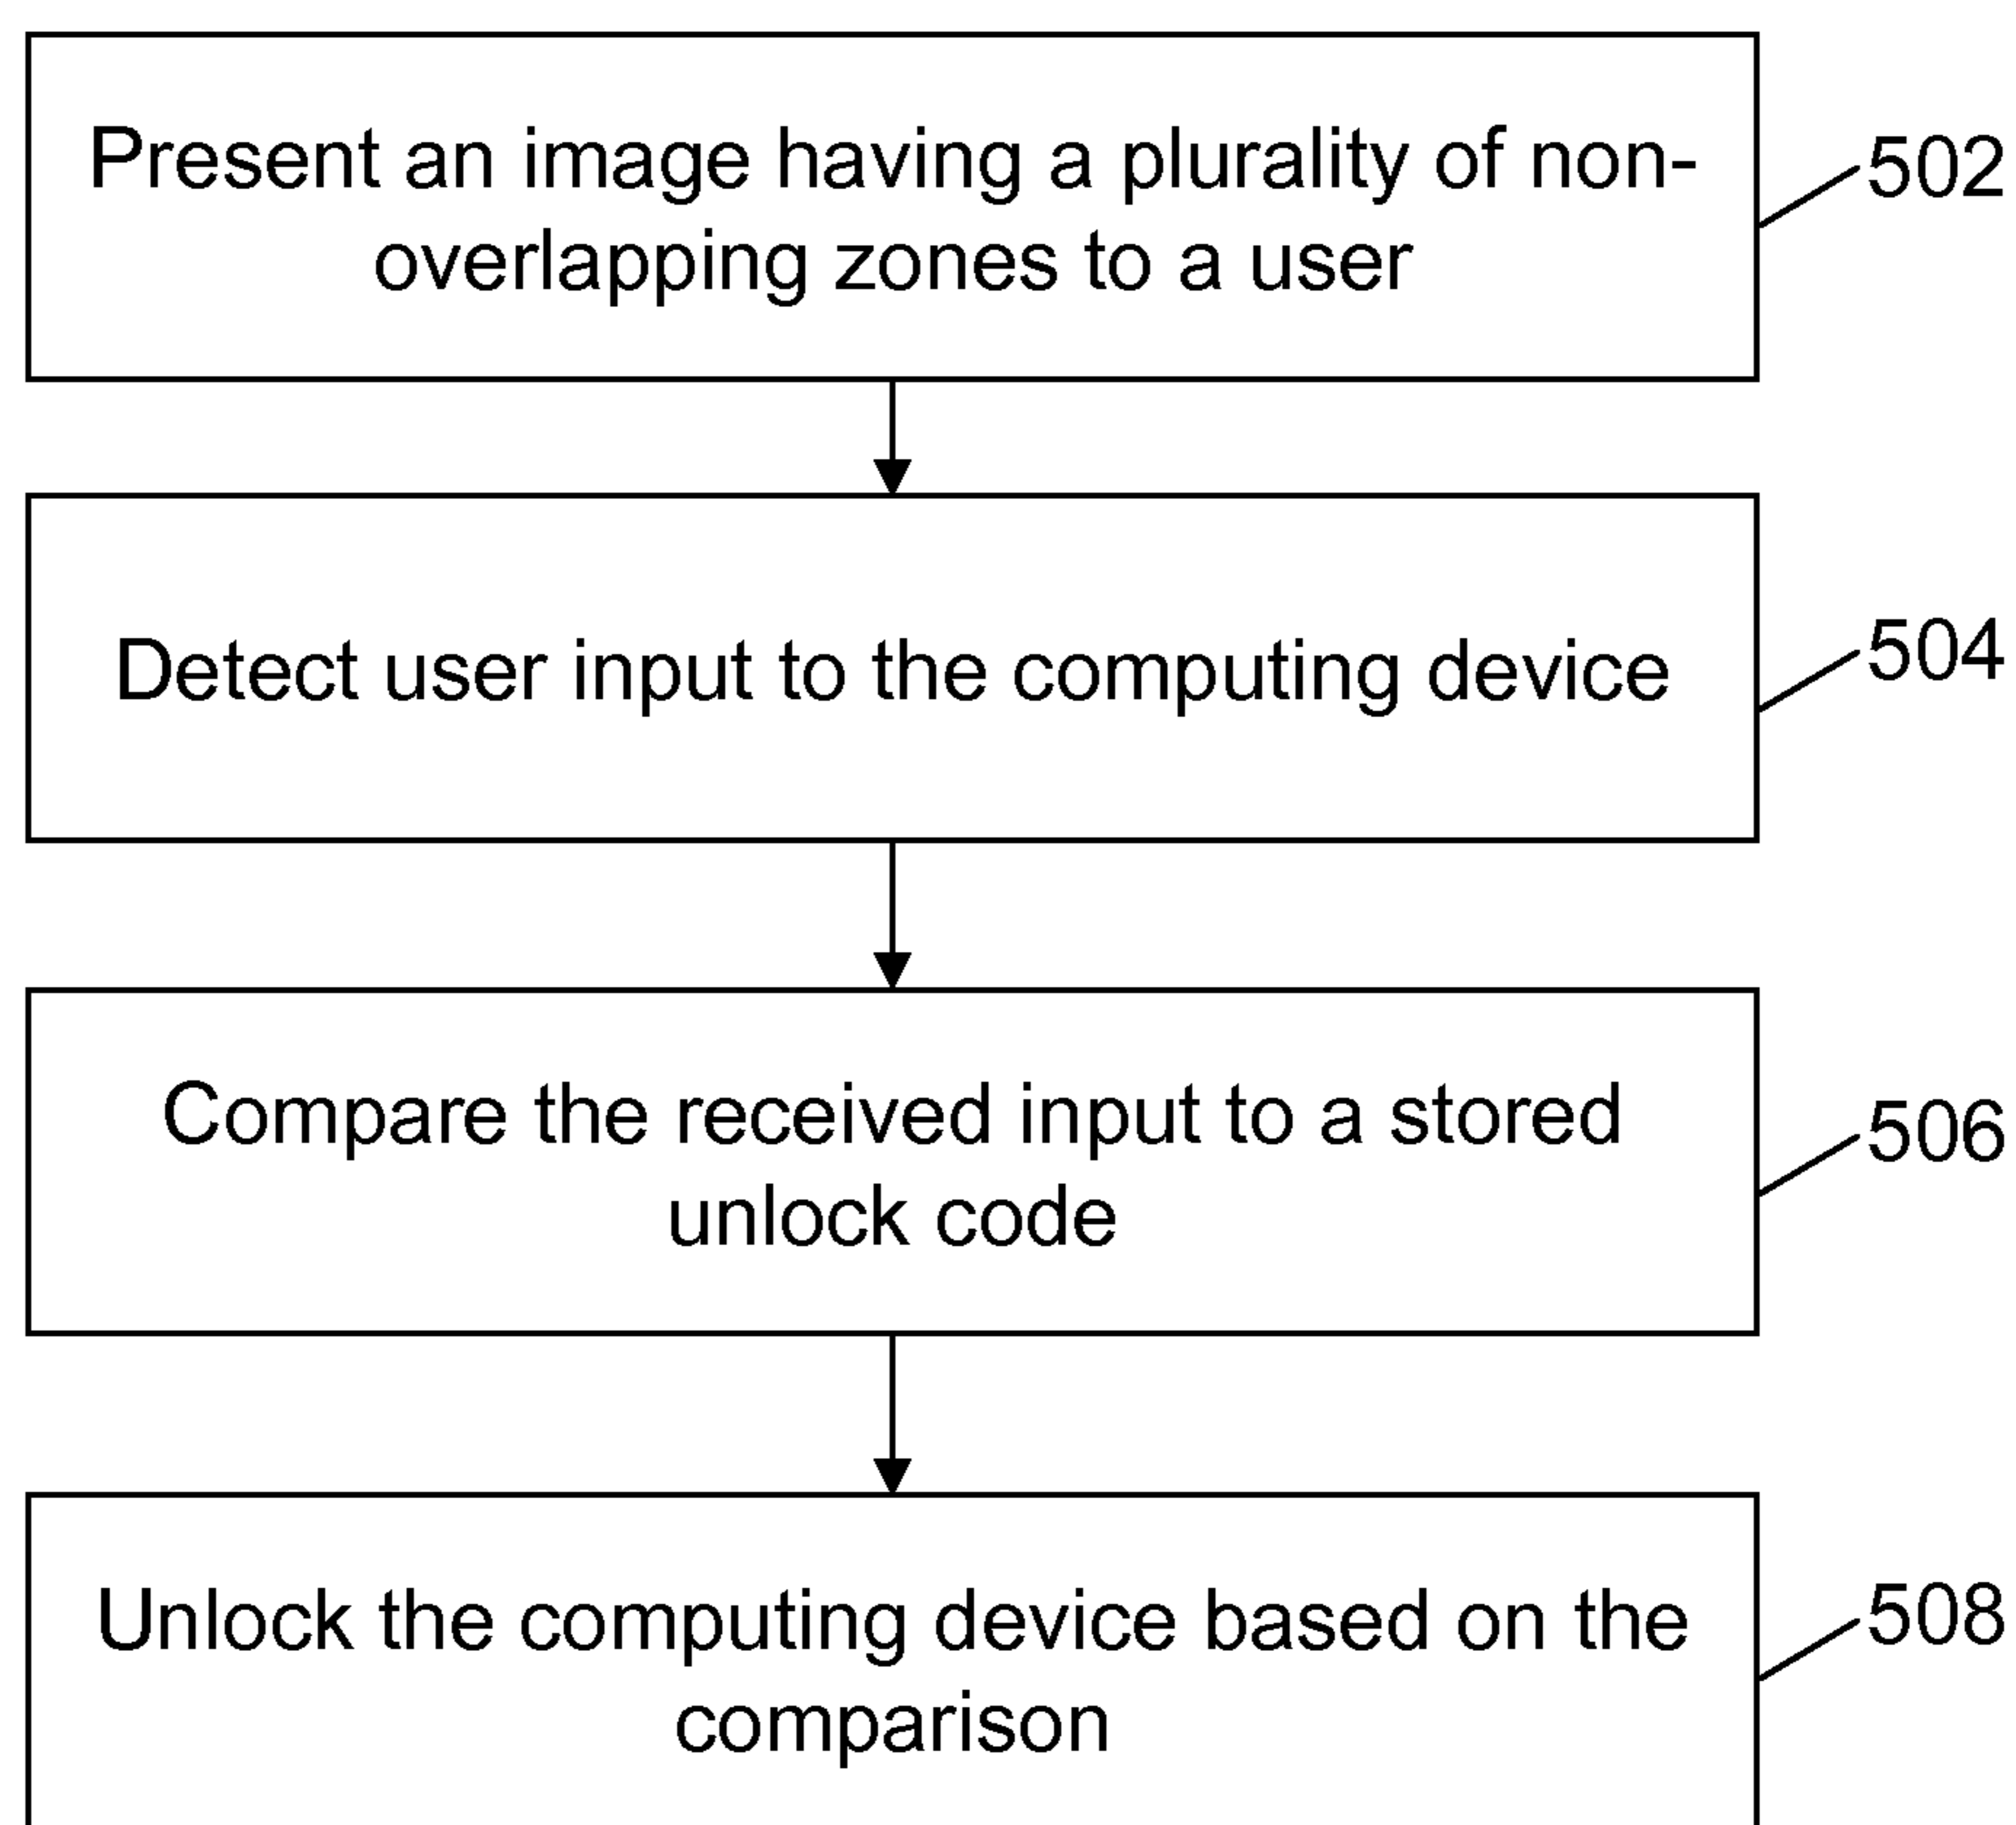 Present an image having a plurality of non-
overlapping zones to a user
502
Detect user input to the computing device
504
Compare the received input to a stored
unlock code
506
Unlock the computing device based on the
comparison
508